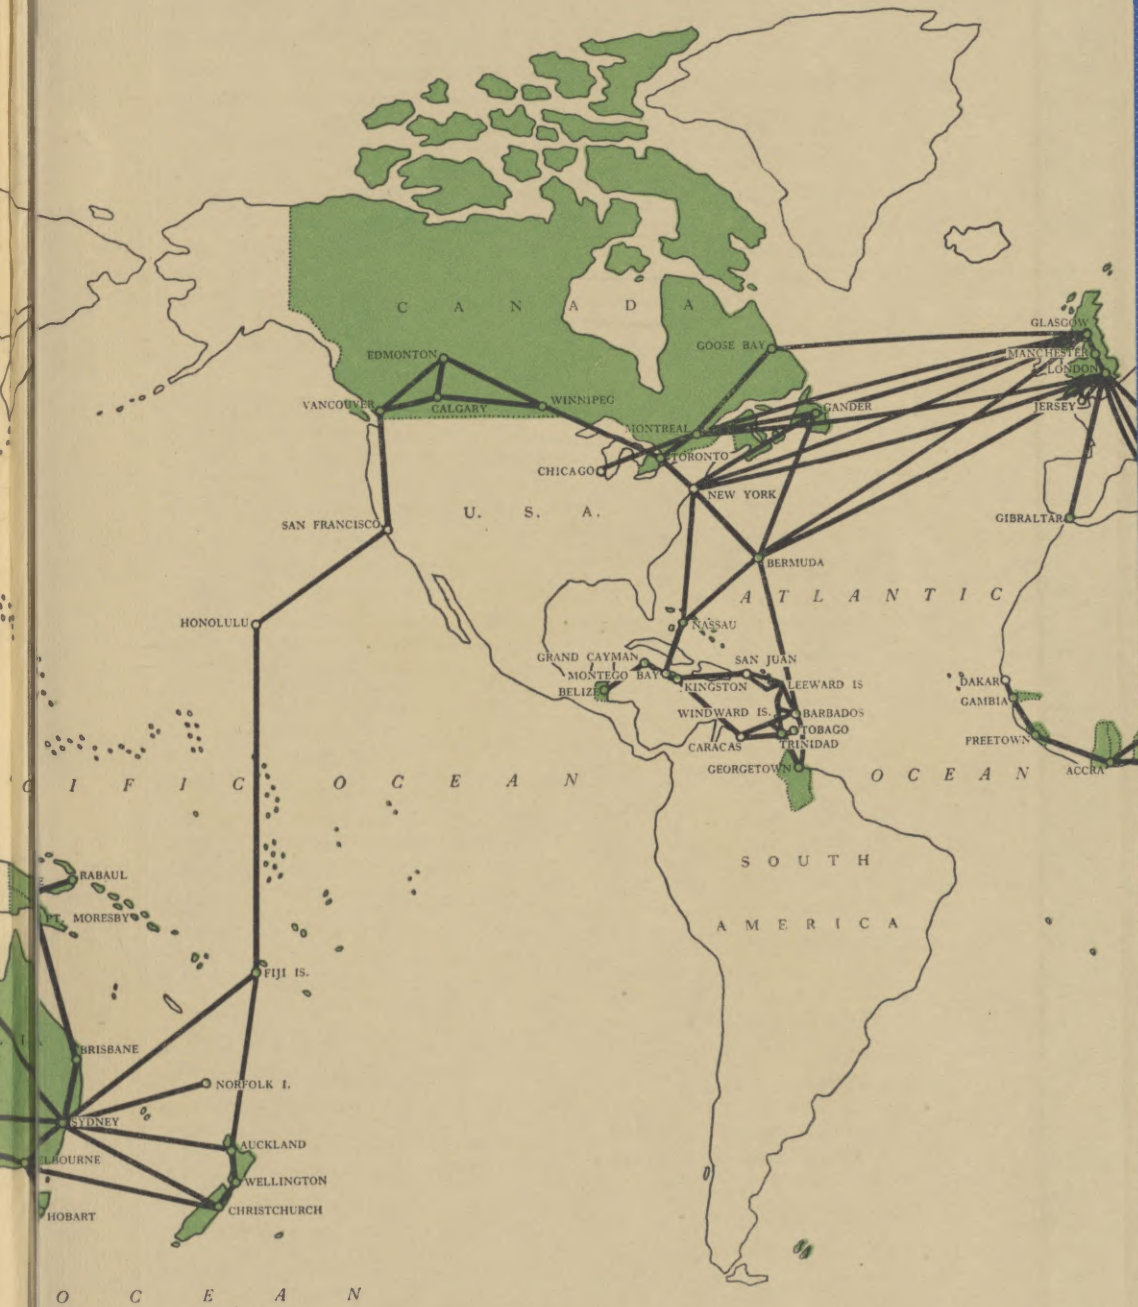 GLASGOW
CANADA
GOOSE BAY
MANCHESTER
EDMONTON
LONDON
VANCOUVER
CALGARY
WINNIPEG
GANDER
JERSEY
MONTREAL
TORONTO
CHICAGO
NEW YORK
U. S. A.
SAN FRANCISCO
GIBRALTAR
BERMUDA
ATLANTIC
HONOLULU
NASSAU
GRAND CAYMAN
SAN JUAN
MONTEGO BAY
KINGSTON
LEEWARD IS
DAKAR
BELIZE
GAMBIA
WINDWARD IS.
BARBADOS
TOBAGO
FREETOWN
CARACAS
TRINIDAD
GEORGETOWN
ACCRA
CIFIC OCEAN
OCEAN
SOUTH
AMERICA
RABAUL
PT. MORESBY
FIJI IS.
BRISBANE
NORFOLK I.
SYDNEY
AUCKLAND
LBOURNE
WELLINGTON
CHRISTCHURCH
HOBART
OCEAN